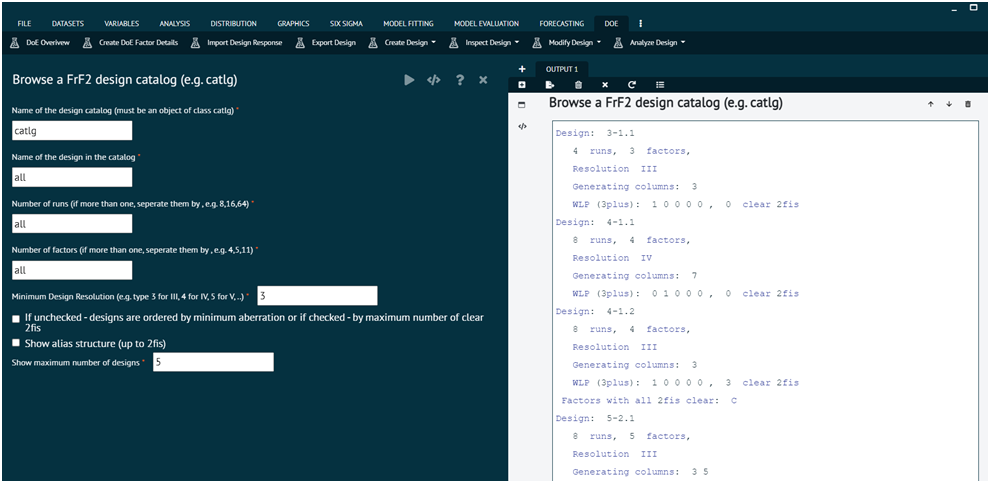 FILE DATASETS VARIABLES ANALYSIS DISTRIBUTION GRAPHICS SIX SIGMA MODEL FITTING MODEL EVALUATION FORECASTING DOE
DoE Overivew Create DoE Factor Details Import Design Response Export Design Create Design Inspect Design Modify Design Analyze Design
Browse a FrF2 design catalog (e.g. catlg)
Name of the design catalog (must be an object of class catlg) *
catlg
Name of the design in the catalog *
all
Number of runs (if more than one, seperate them by , e.g. 8,16,64) *
all
Number of factors (if more than one, seperate them by , e.g. 4,5,11) *
all
Minimum Design Resolution (e.g. type 3 for III, 4 for IV, 5 for V, ..) * 3
If unchecked - designs are ordered by minimum aberration or if checked - by maximum number of clear
2fis
Show alias structure (up to 2fis)
Show maximum number of designs * 5
+ OUTPUT 1
Browse a FrF2 design catalog (e.g. catlg)
Design: 3-1.1
4 runs, 3 factors,
Resolution III
Generating columns: 3
WLP (3plus): 1 0 0 0 0 , 0 clear 2fis
Design: 4-1.1
8 runs, 4 factors,
Resolution IV
Generating columns: 7
WLP (3plus): 0 1 0 0 0 , 0 clear 2fis
Design: 4-1.2
8 runs, 4 factors,
Resolution III
Generating columns: 3
WLP (3plus): 1 0 0 0 0 , 3 clear 2fis
Factors with all 2fis clear: C
Design: 5-2.1
8 runs, 5 factors,
Resolution III
Generating columns: 3 5